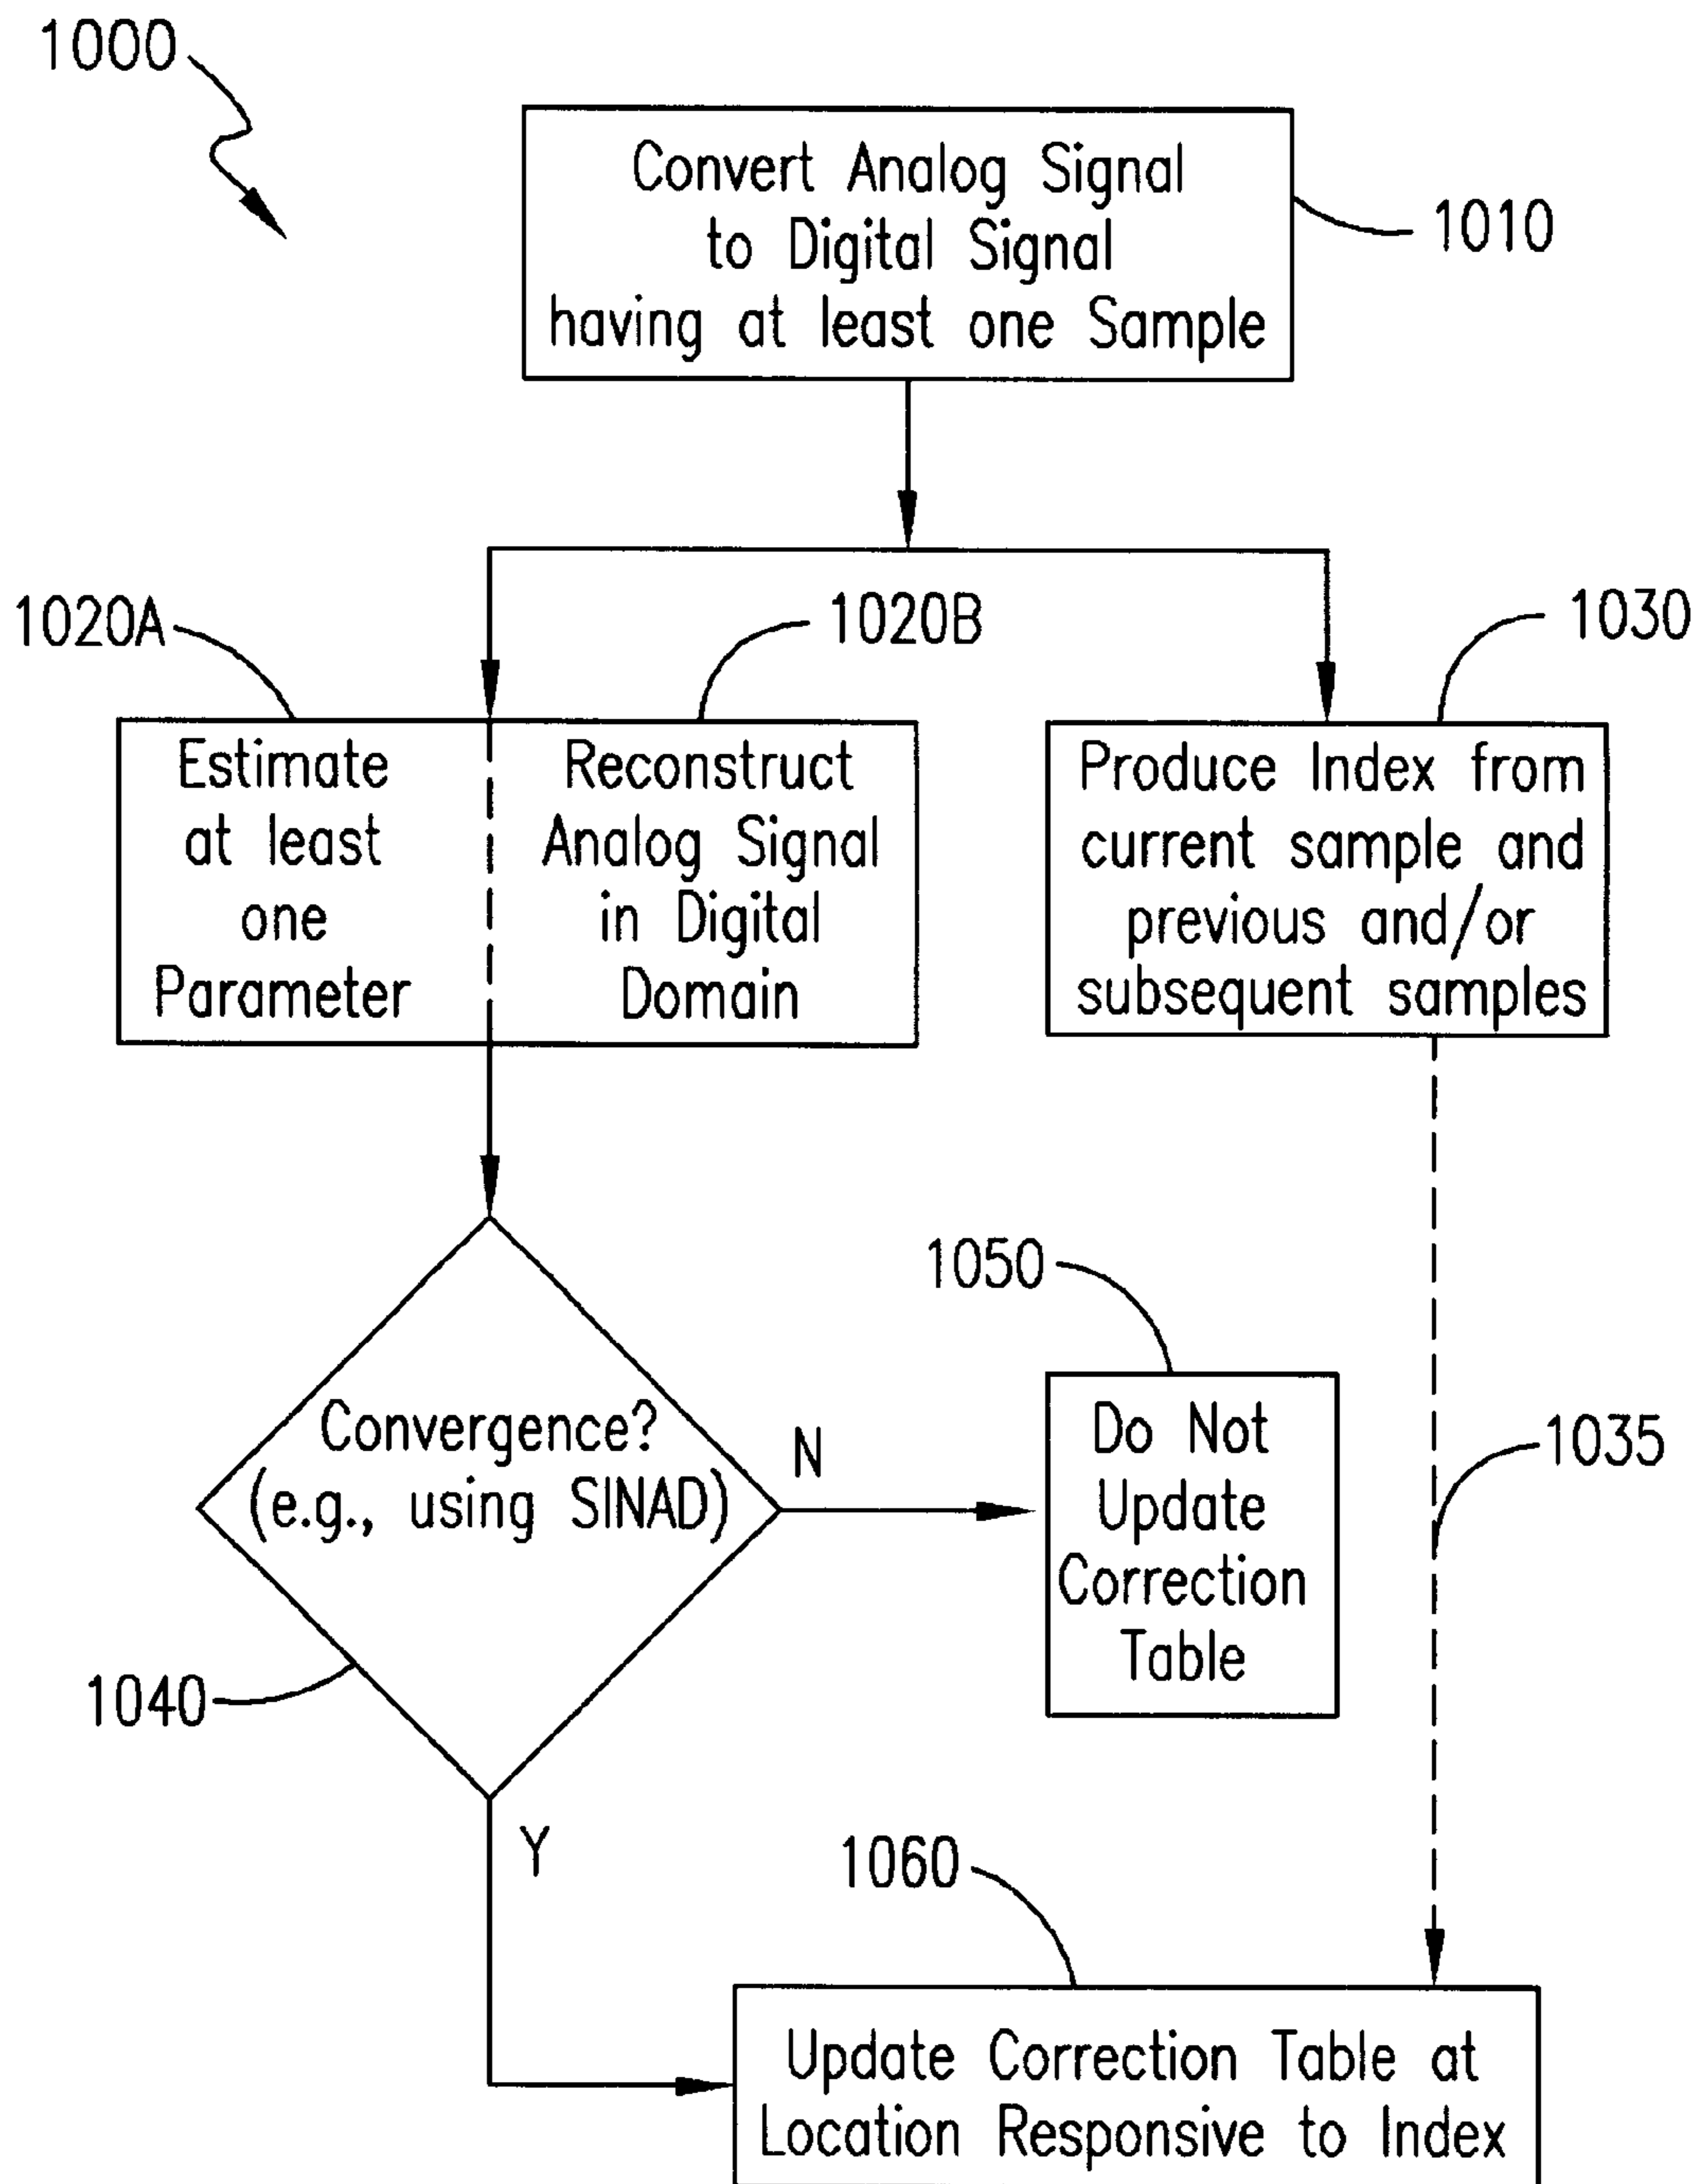 1000
Convert Analog Signal
to Digital Signal
having at least one Sample
1010
1020A
1020B
1030
Estimate
at least
one
Parameter
Reconstruct
Analog Signal
in Digital
Domain
Produce Index from
current sample and
previous and/or
subsequent samples
1050
Convergence?
(e.g., using SINAD)
N
Do Not
Update
Correction
Table
1035
1040
Y
1060
Update Correction Table at
Location Responsive to Index